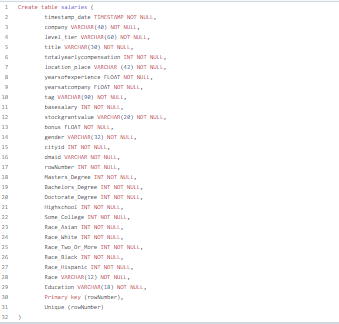 1 Create table salaries (
2 timestamp_date TIMESTAMP NOT NULL,
3 company VARCHAR(40) NOT NULL,
4 level_tier VARCHAR(60) NOT NULL,
5 title VARCHAR(30) NOT NULL,
6 totalyearlycompensation INT NOT NULL,
7 location_place VARCHAR (42) NOT NULL,
8 yearsofexperience FLOAT NOT NULL,
9 yearsatcompany FLOAT NOT NULL,
10 tag VARCHAR(90) NOT NULL,
11 basesalary INT NOT NULL,
12 stockgrantvalue VARCHAR(20) NOT NULL,
13 bonus FLOAT NOT NULL,
14 gender VARCHAR(32) NOT NULL,
15 cityid INT NOT NULL,
16 dmaid VARCHAR NOT NULL,
17 rowNumber INT NOT NULL,
18 Masters_Degree INT NOT NULL,
19 Bachelors_Degree INT NOT NULL,
20 Doctorate_Degree INT NOT NULL,
21 Highschool INT NOT NULL,
22 Some_College INT NOT NULL,
23 Race_Asian INT NOT NULL,
24 Race_White INT NOT NULL,
25 Race_Two_Or_More INT NOT NULL,
26 Race_Black INT NOT NULL,
27 Race_Hispanic INT NOT NULL,
28 Race VARCHAR(12) NOT NULL,
29 Education VARCHAR(18) NOT NULL,
30 Primary key (rowNumber),
31 Unique (rowNumber)
32 )